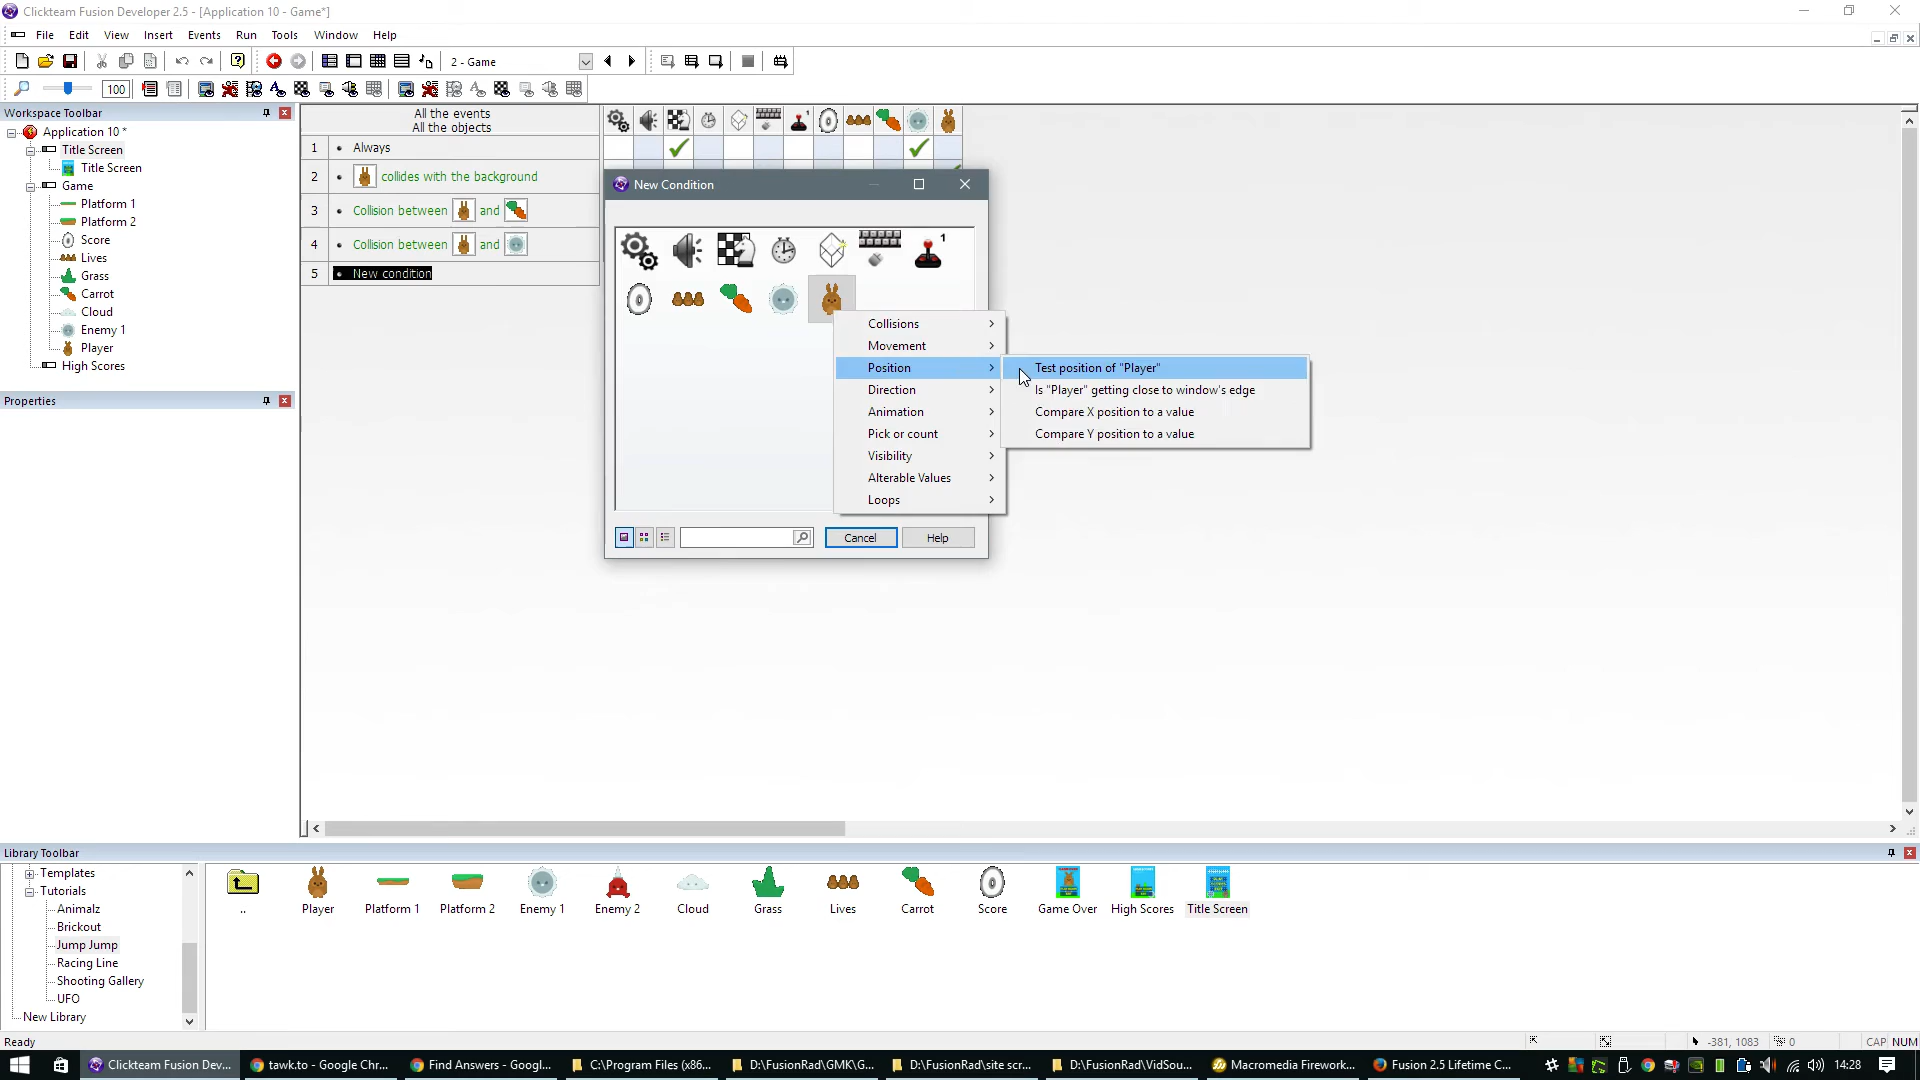 Clickteam Fusion Developer 2.5 - [Application 10 - Game*]
File Edit View Insert Events Run Tools Window Help
2 - Game
100
Workspace Toolbar
Application 10 *
Title Screen
Title Screen
Game
Platform 1
Platform 2
Score
Lives
Grass
Carrot
Cloud
Enemy 1
Player
High Scores
Properties
All the events
All the objects
1 • Always
2 • collides with the background
3 • Collision between and
4 • Collision between and
5 • New condition
New Condition
1
Collisions
Movement
Position
Direction
Animation
Pick or count
Visibility
Alterable Values
Loops
Test position of "Player"
Is "Player" getting close to window's edge
Compare X position to a value
Compare Y position to a value
Cancel Help
Library Toolbar
Templates
Tutorials
Animalz
Brickout
Jump Jump
Racing Line
Shooting Gallery
UFO
New Library
.. Player Platform 1 Platform 2 Enemy 1 Enemy 2 Cloud Grass Lives Carrot Score Game Over High Scores Title Screen
Ready
-381, 1083 0 CAP NUM
Clickteam Fusion Dev... tawk.to - Google Chr... Find Answers - Googl... C:\Program Files (x86... D:\FusionRad\GMK\G... D:\FusionRad\site scr... D:\FusionRad\VidSou... Macromedia Firework... Fusion 2.5 Lifetime C... 14:28